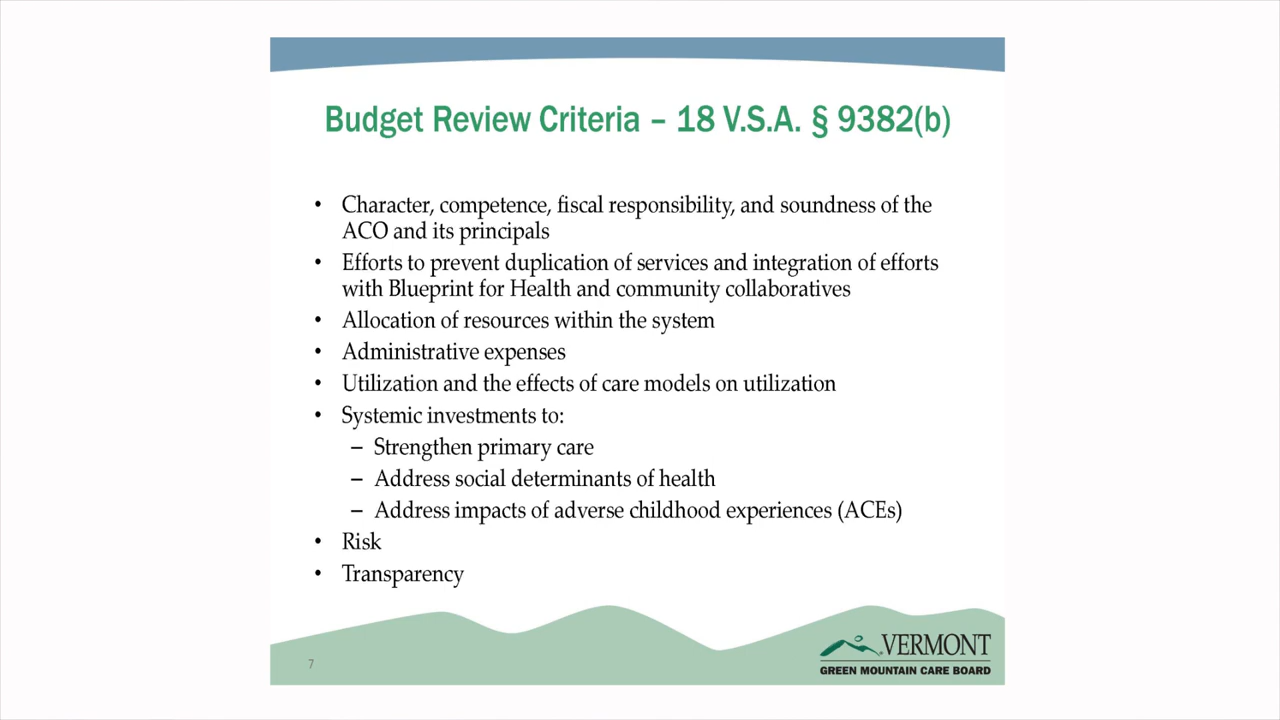 Budget Review Criteria – 18 V.S.A. § 9382(b)
• Character, competence, fiscal responsibility, and soundness of the
ACO and its principals
• Efforts to prevent duplication of services and integration of efforts
with Blueprint for Health and community collaboratives
• Allocation of resources within the system
• Administrative expenses
• Utilization and the effects of care models on utilization
• Systemic investments to:
– Strengthen primary care
– Address social determinants of health
– Address impacts of adverse childhood experiences (ACEs)
• Risk
• Transparency
7
VERMONT
GREEN MOUNTAIN CARE BOARD